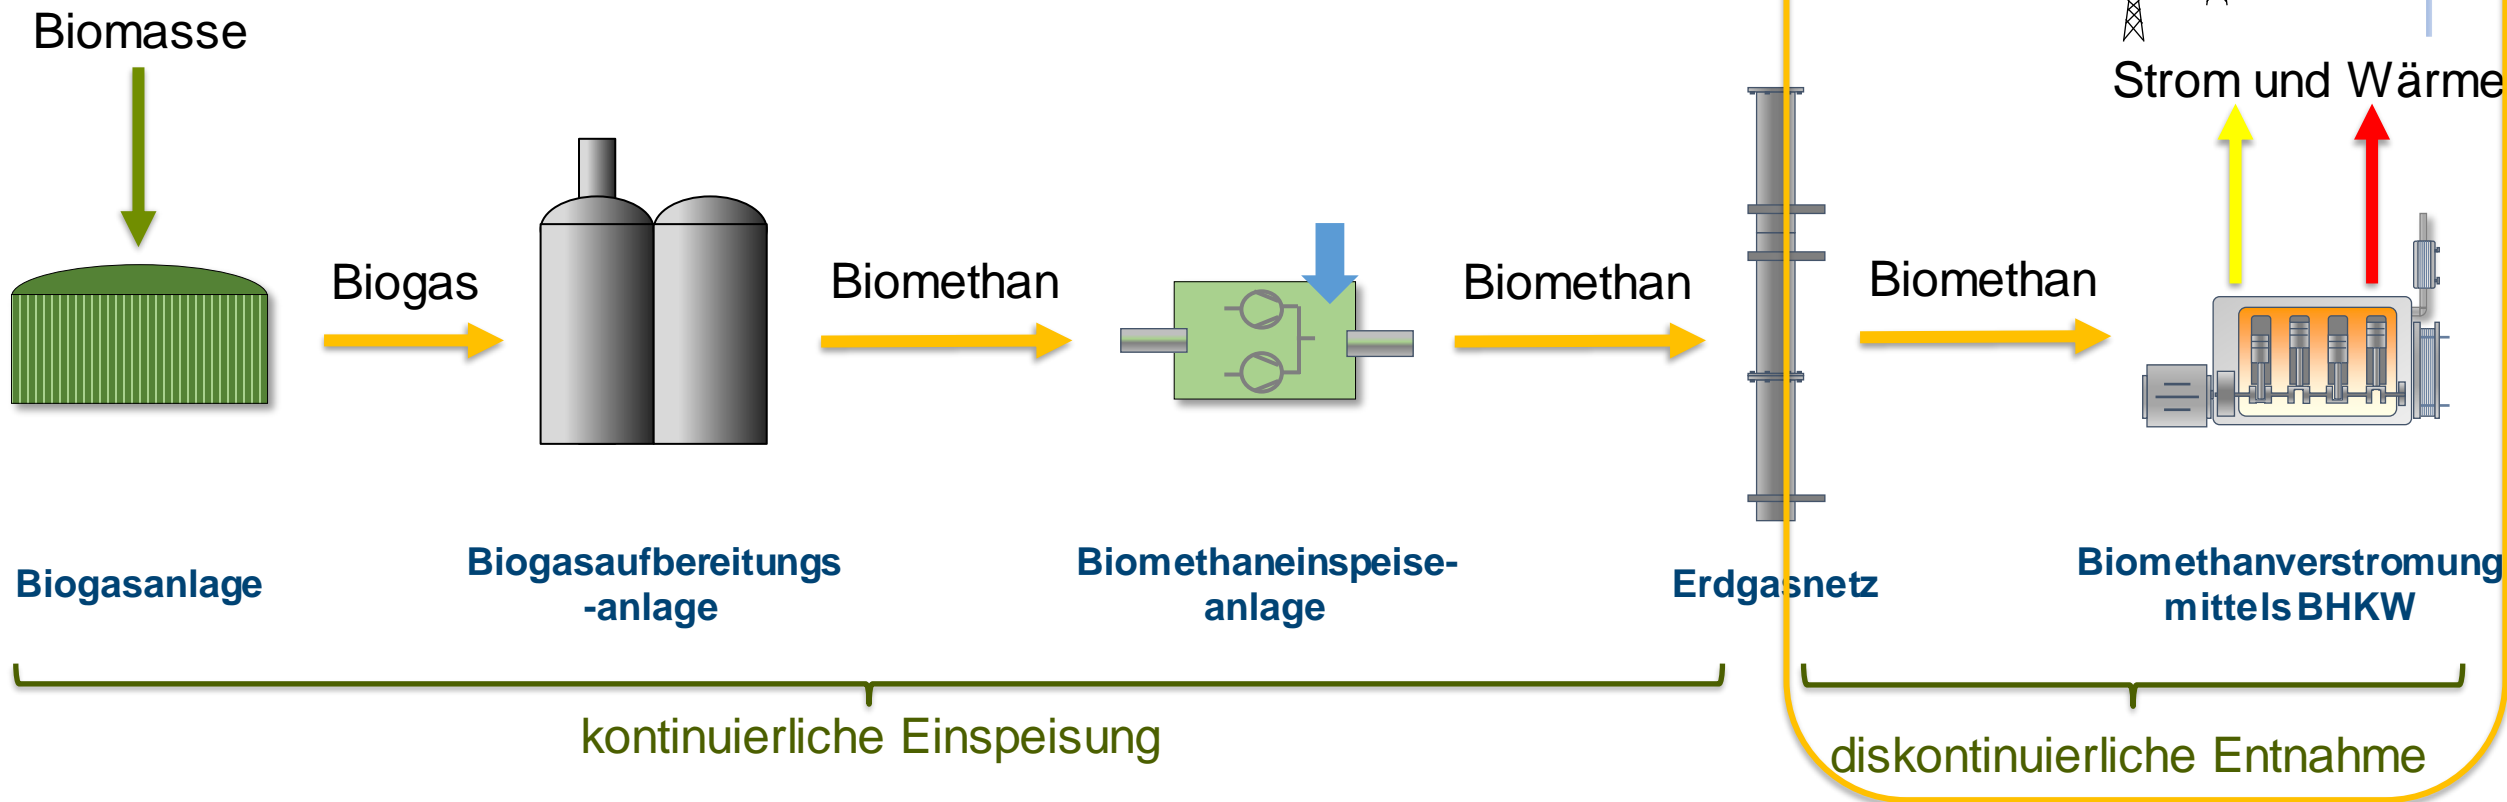 Biomasse
Strom und Wärme
Biogas
Biomethan
Biomethan
Biomethan
Biogasanlage
Biogasaufbereitungs
-anlage
Biomethaneinspeise-
anlage
Erdgasnetz
Biomethanverstromung
mittels BHKW
kontinuierliche Einspeisung
diskontinuierliche Entnahme